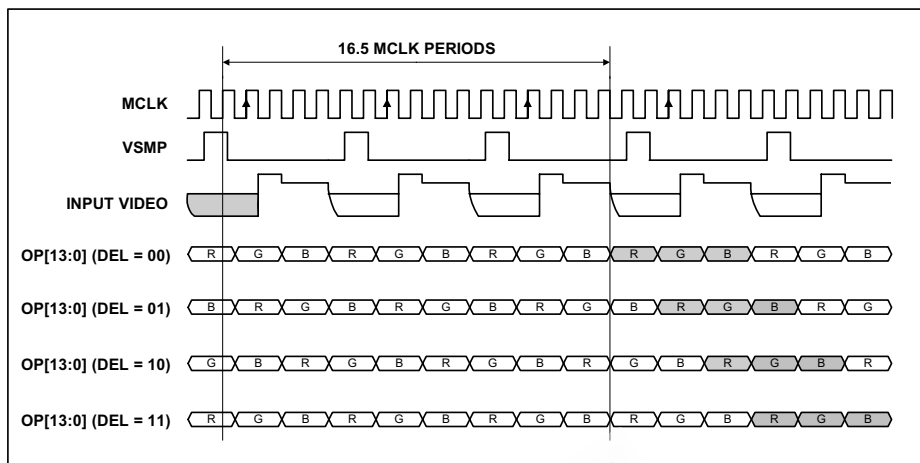 16.5 MCLK PERIODS
MCLK
VSMP
INPUT VIDEO
OP[13:0] (DEL = 00) R G B R G B R G B R G B R G B
OP[13:0] (DEL = 01) B R G B R G B R G B R G B R G
OP[13:0] (DEL = 10) G B R G B R G B R G B R G B R
OP[13:0] (DEL = 11) R G B R G B R G B R G B R G B